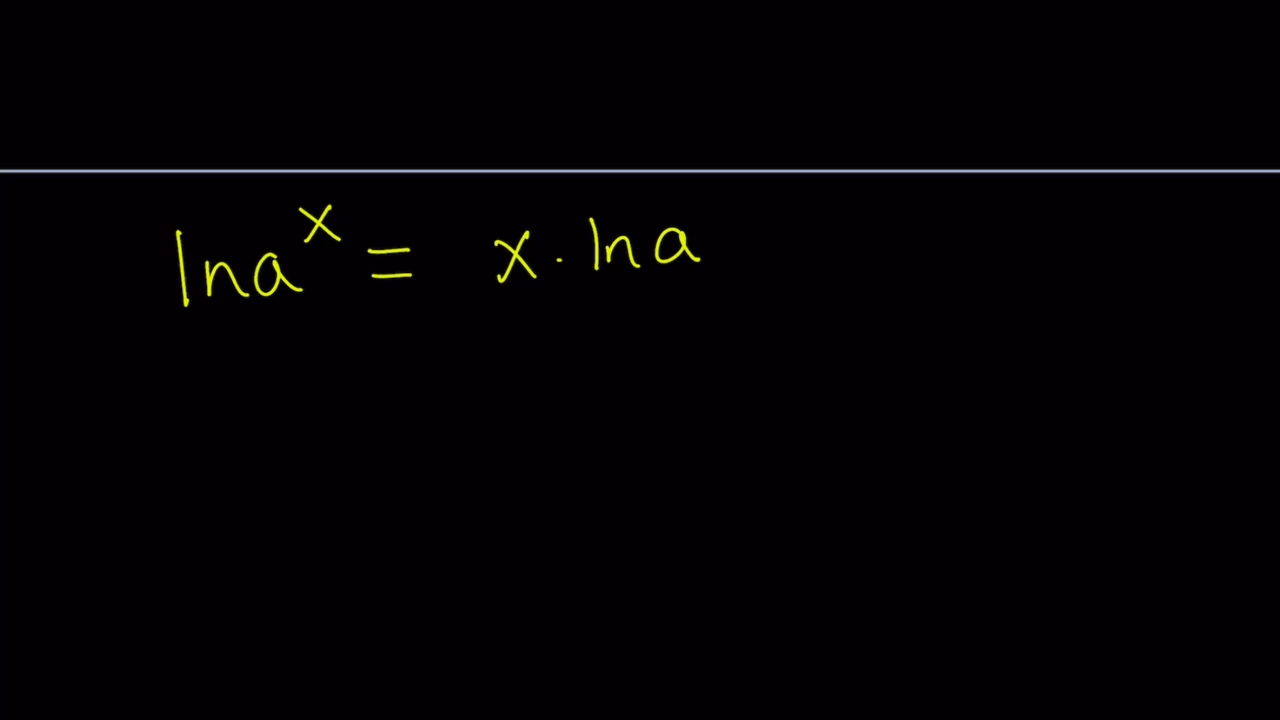 ln a^x = x · ln a